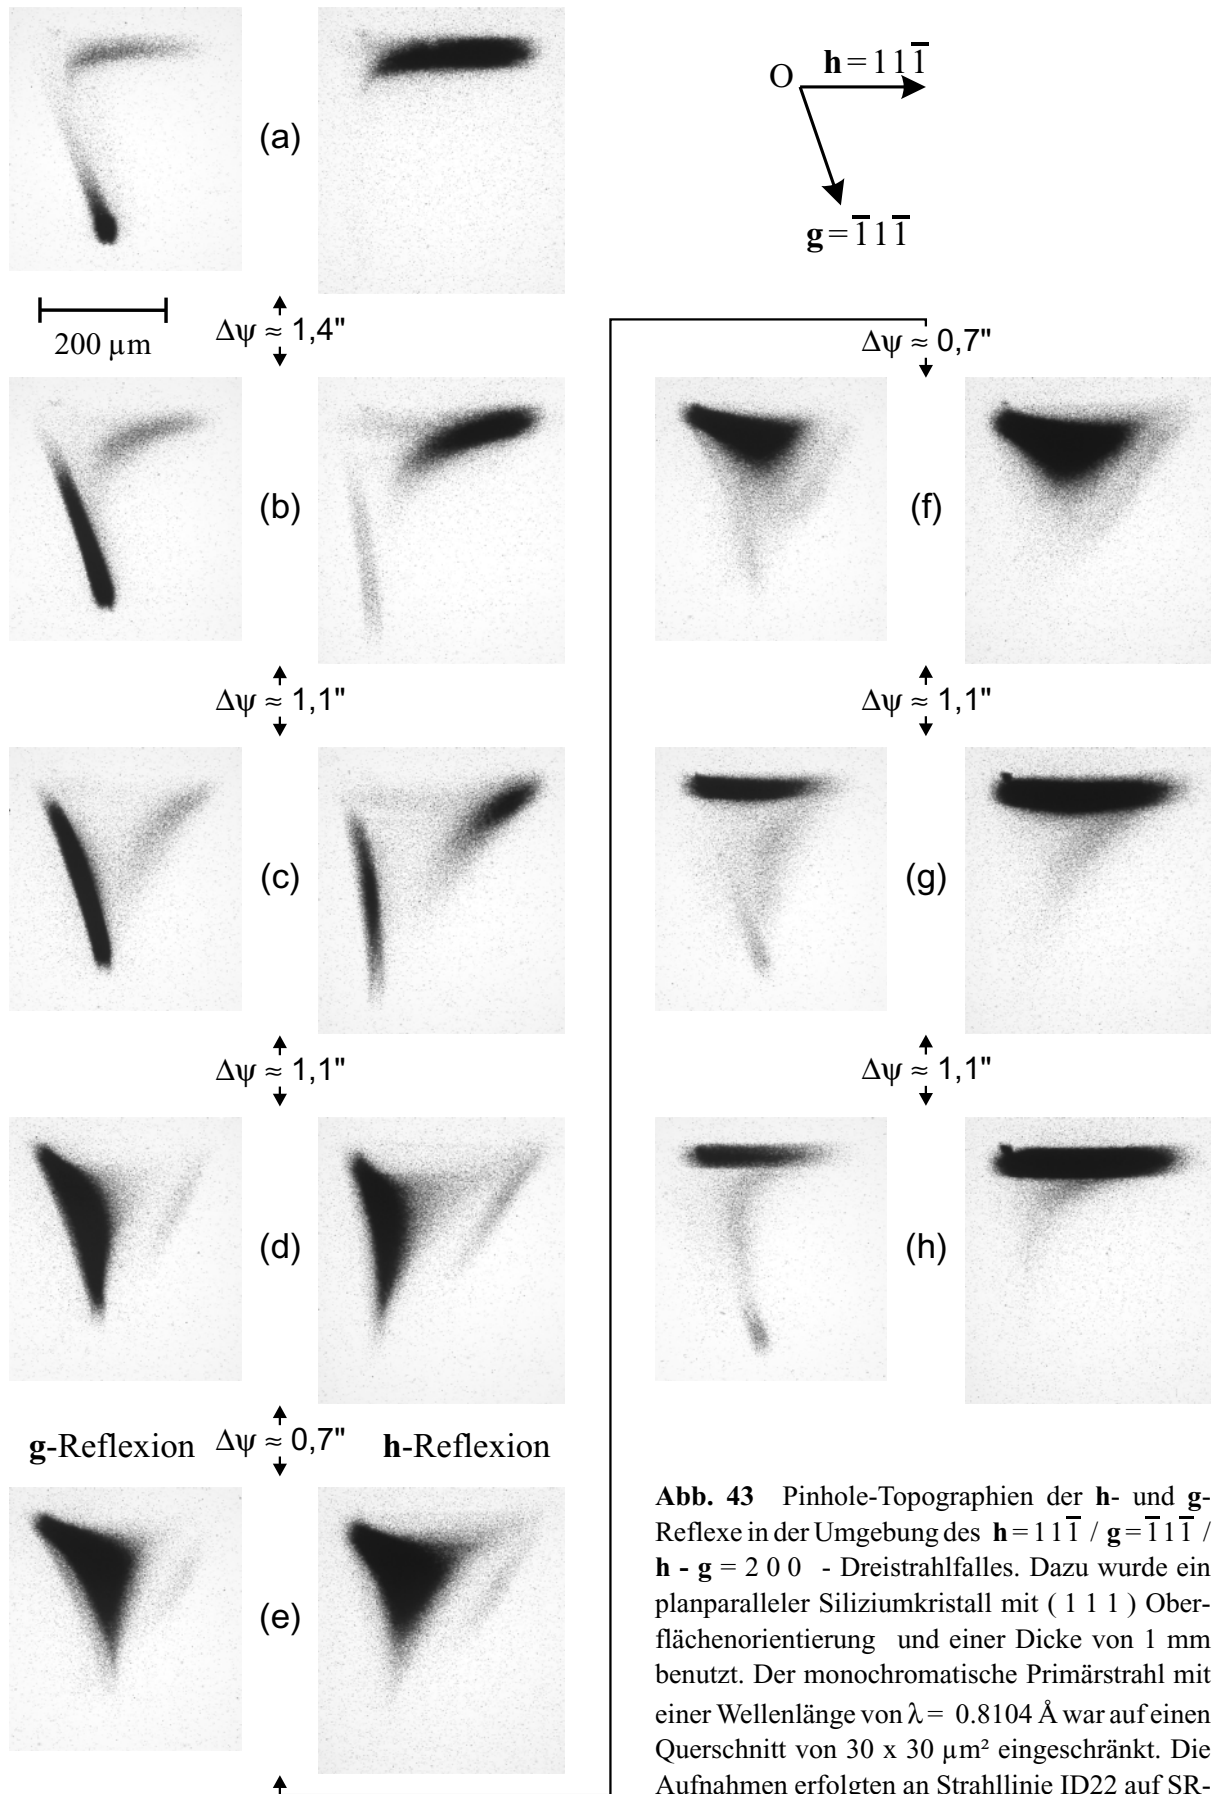 (a)
O
h = 1 1 1̅
g = 1̅ 1 1̅
200 µm
Δψ ≈ 1,4"
(b)
Δψ ≈ 1,1"
(c)
Δψ ≈ 1,1"
(d)
g-Reflexion
Δψ ≈ 0,7"
h-Reflexion
(e)
Δψ ≈ 0,7"
(f)
Δψ ≈ 1,1"
(g)
Δψ ≈ 1,1"
(h)
Abb. 43 Pinhole-Topographien der h- und g-
Reflexe in der Umgebung des h = 1 1 1̅ / g = 1̅ 1 1̅ /
h - g = 2 0 0 - Dreistrahlfalles. Dazu wurde ein
planparalleler Siliziumkristall mit ( 1 1 1 ) Ober-
flächenorientierung und einer Dicke von 1 mm
benutzt. Der monochromatische Primärstrahl mit
einer Wellenlänge von λ = 0.8104 Å war auf einen
Querschnitt von 30 x 30 µm² eingeschränkt. Die
Aufnahmen erfolgten an Strahllinie ID22 auf SR-